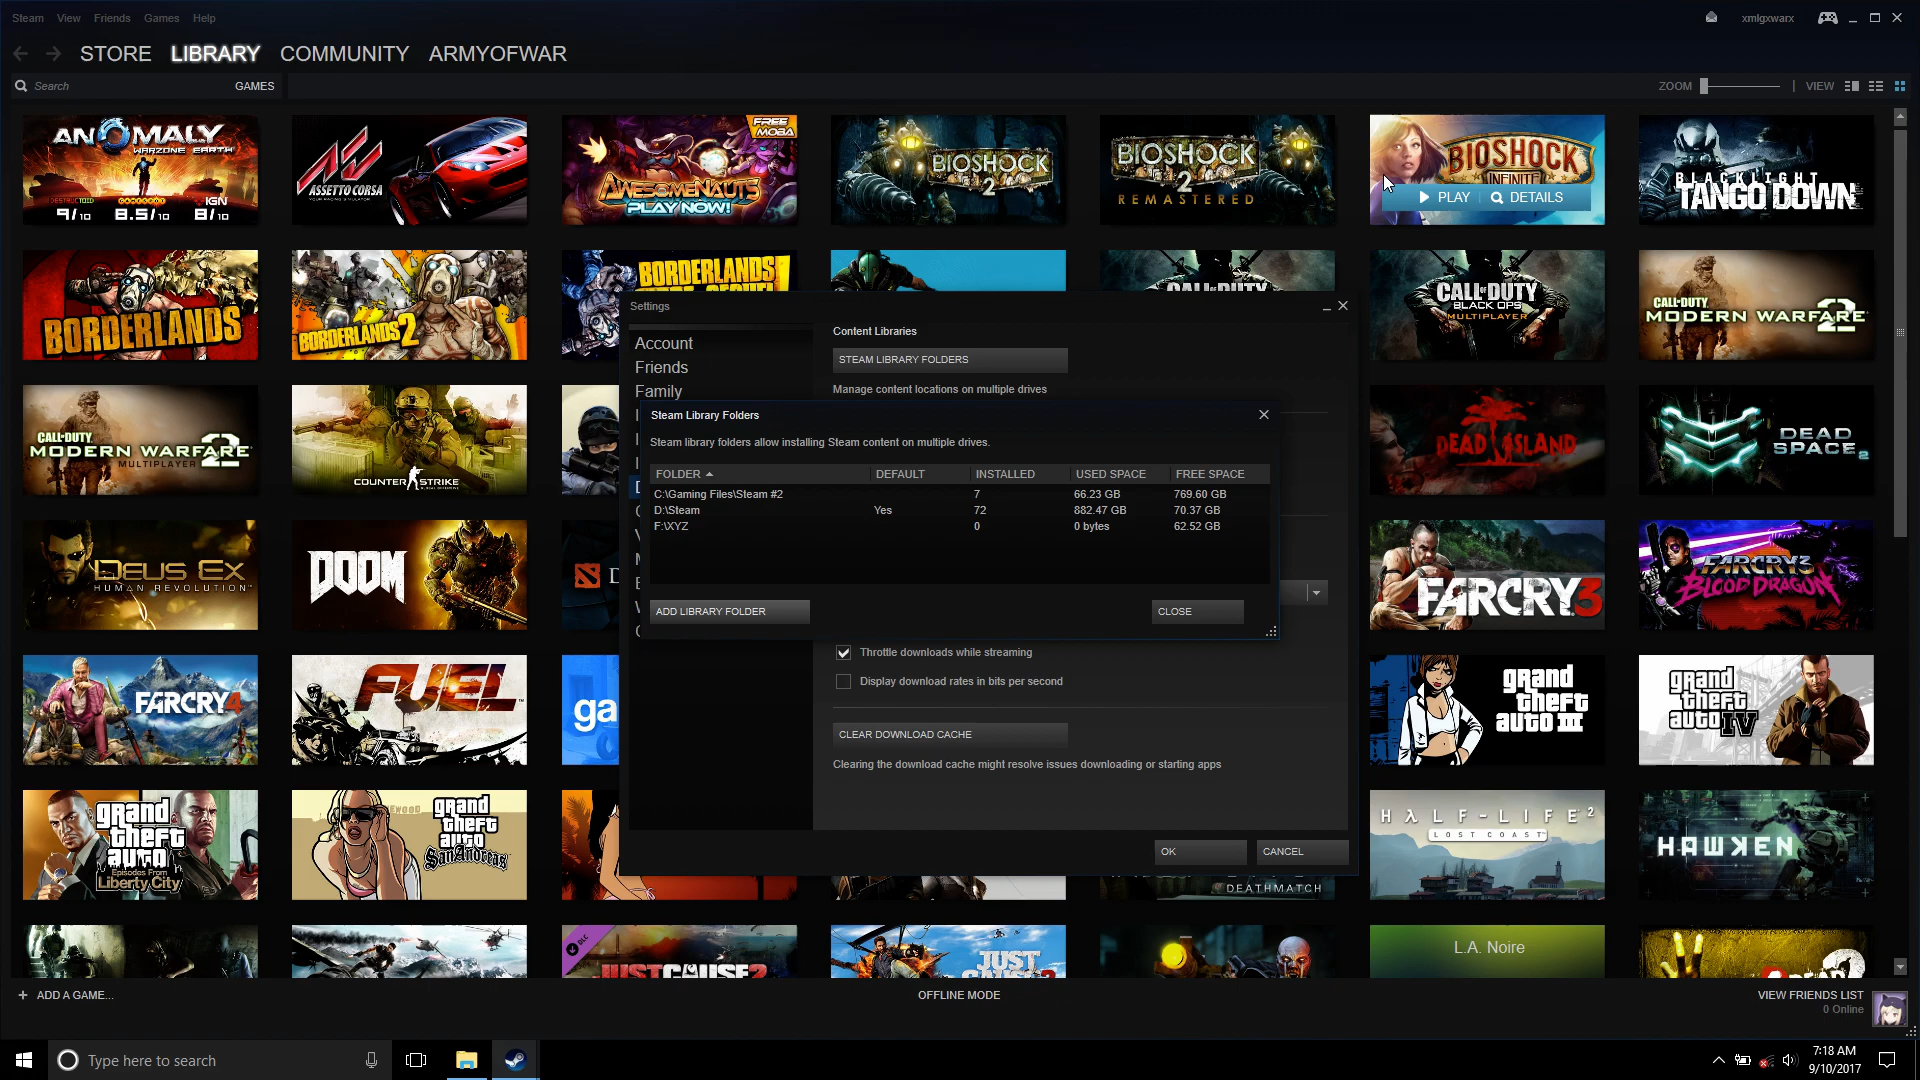 Steam View Friends Games Help
xmlgxwarx
STORE LIBRARY COMMUNITY ARMYOFWAR
Search GAMES
ZOOM VIEW
ANOMALY
WARZONE EARTH
DESTRUCTOID GAMESPOT IGN
9/10 8.5/10 8/10
ASSETTO CORSA
YOUR RACING SIMULATOR
FREE MOBA
AWESOMENAUTS
PLAY NOW!
BIOSHOCK 2
BIOSHOCK 2
REMASTERED
BIOSHOCK
INFINITE
PLAY DETAILS
BLACKLIGHT
TANGO DOWN
BORDERLANDS
BORDERLANDS 2
BORDERLANDS
CALL OF DUTY
CALL OF DUTY
BLACK OPS
MULTIPLAYER
CALL OF DUTY
MODERN WARFARE 2
Settings
Account
Friends
Family
Content Libraries
STEAM LIBRARY FOLDERS
Manage content locations on multiple drives
CALL OF DUTY
MODERN WARFARE 2
MULTIPLAYER
COUNTER STRIKE
GLOBAL OFFENSIVE
DEAD ISLAND
DEAD SPACE 2
Steam Library Folders
Steam library folders allow installing Steam content on multiple drives.
FOLDER DEFAULT INSTALLED USED SPACE FREE SPACE
C:\Gaming Files\Steam #2 7 66.23 GB 769.60 GB
D:\Steam Yes 72 882.47 GB 70.37 GB
F:\XYZ 0 0 bytes 62.52 GB
ADD LIBRARY FOLDER CLOSE
DEUS EX
HUMAN REVOLUTION
DOOM
D
FARCRY 3
FARCRY 3
BLOOD DRAGON
Throttle downloads while streaming
Display download rates in bits per second
CLEAR DOWNLOAD CACHE
Clearing the download cache might resolve issues downloading or starting apps
OK CANCEL
FARCRY 4
FUEL
ga
grand theft auto III
grand theft auto IV
grand theft auto
Episodes From Liberty City
grand theft auto
San Andreas
DEATHMATCH
HλLF-LIFE 2
LOST COAST
HAWKEN
DLC
JUST CAUSE 2
JUST CAUSE 3
L.A. Noire
ADD A GAME...
OFFLINE MODE
VIEW FRIENDS LIST
0 Online
Type here to search
7:18 AM
9/10/2017